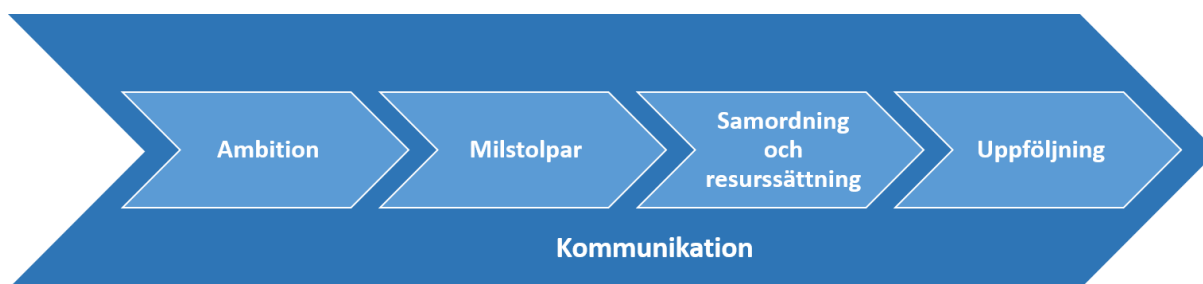 Ambition
Milstolpar
Samordning
och
resurssättning
Uppföljning
Kommunikation